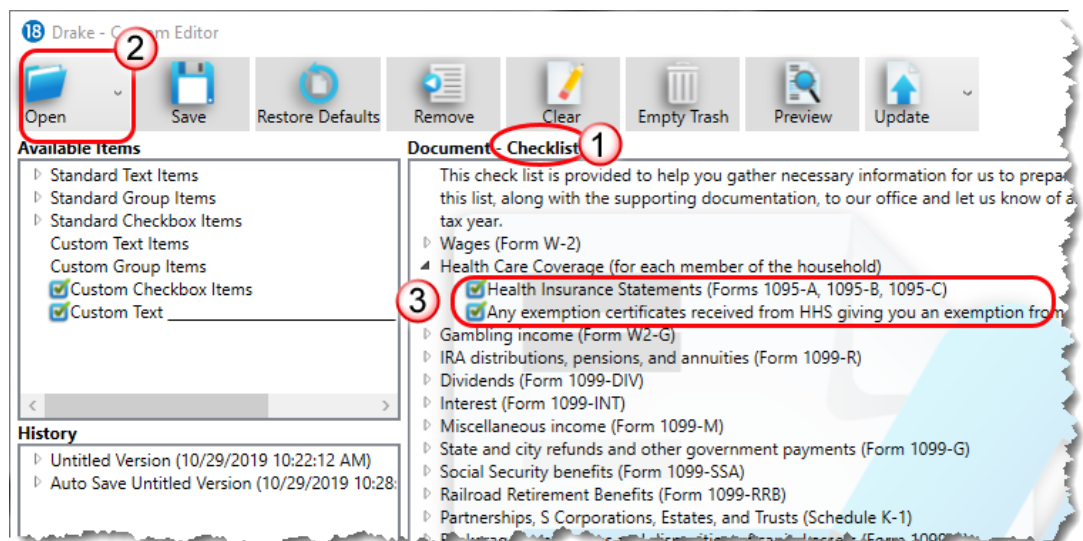 18 Drake - C om Editor
2
Open Save Restore Defaults Remove Clear Empty Trash Preview Update
Available Items
Standard Text Items
Standard Group Items
Standard Checkbox Items
Custom Text Items
Custom Group Items
Custom Checkbox Items
Custom Text ____________________
History
Untitled Version (10/29/2019 10:22:12 AM)
Auto Save Untitled Version (10/29/2019 10:28:
Document - Checklist
1
This check list is provided to help you gather necessary information for us to prepa
this list, along with the supporting documentation, to our office and let us know of a
tax year.
Wages (Form W-2)
Health Care Coverage (for each member of the household)
3
Health Insurance Statements (Forms 1095-A, 1095-B, 1095-C)
Any exemption certificates received from HHS giving you an exemption from
Gambling income (Form W2-G)
IRA distributions, pensions, and annuities (Form 1099-R)
Dividends (Form 1099-DIV)
Interest (Form 1099-INT)
Miscellaneous income (Form 1099-M)
State and city refunds and other government payments (Form 1099-G)
Social Security benefits (Form 1099-SSA)
Railroad Retirement Benefits (Form 1099-RRB)
Partnerships, S Corporations, Estates, and Trusts (Schedule K-1)